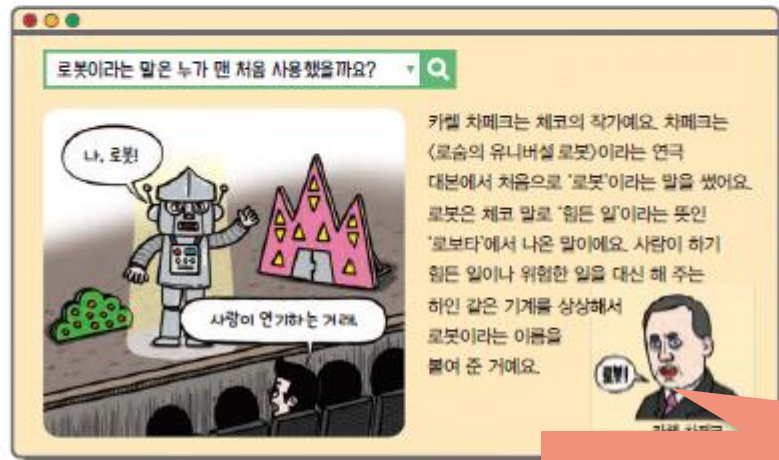 로봇이라는 말은 누가 맨 처음 사용했을까요?
나, 로봇!
사람이 연기하는 거래.
카렐 차페크는 체코의 작가예요. 차페크는
〈로숨의 유니버설 로봇〉이라는 연극
대본에서 처음으로 '로봇'이라는 말을 썼어요.
로봇은 체코 말로 '힘든 일'이라는 뜻인
'로보타'에서 나온 말이에요. 사람이 하기
힘든 일이나 위험한 일을 대신 해 주는
하인 같은 기계를 상상해서
로봇이라는 이름을
붙여 준 거예요.
로봇!